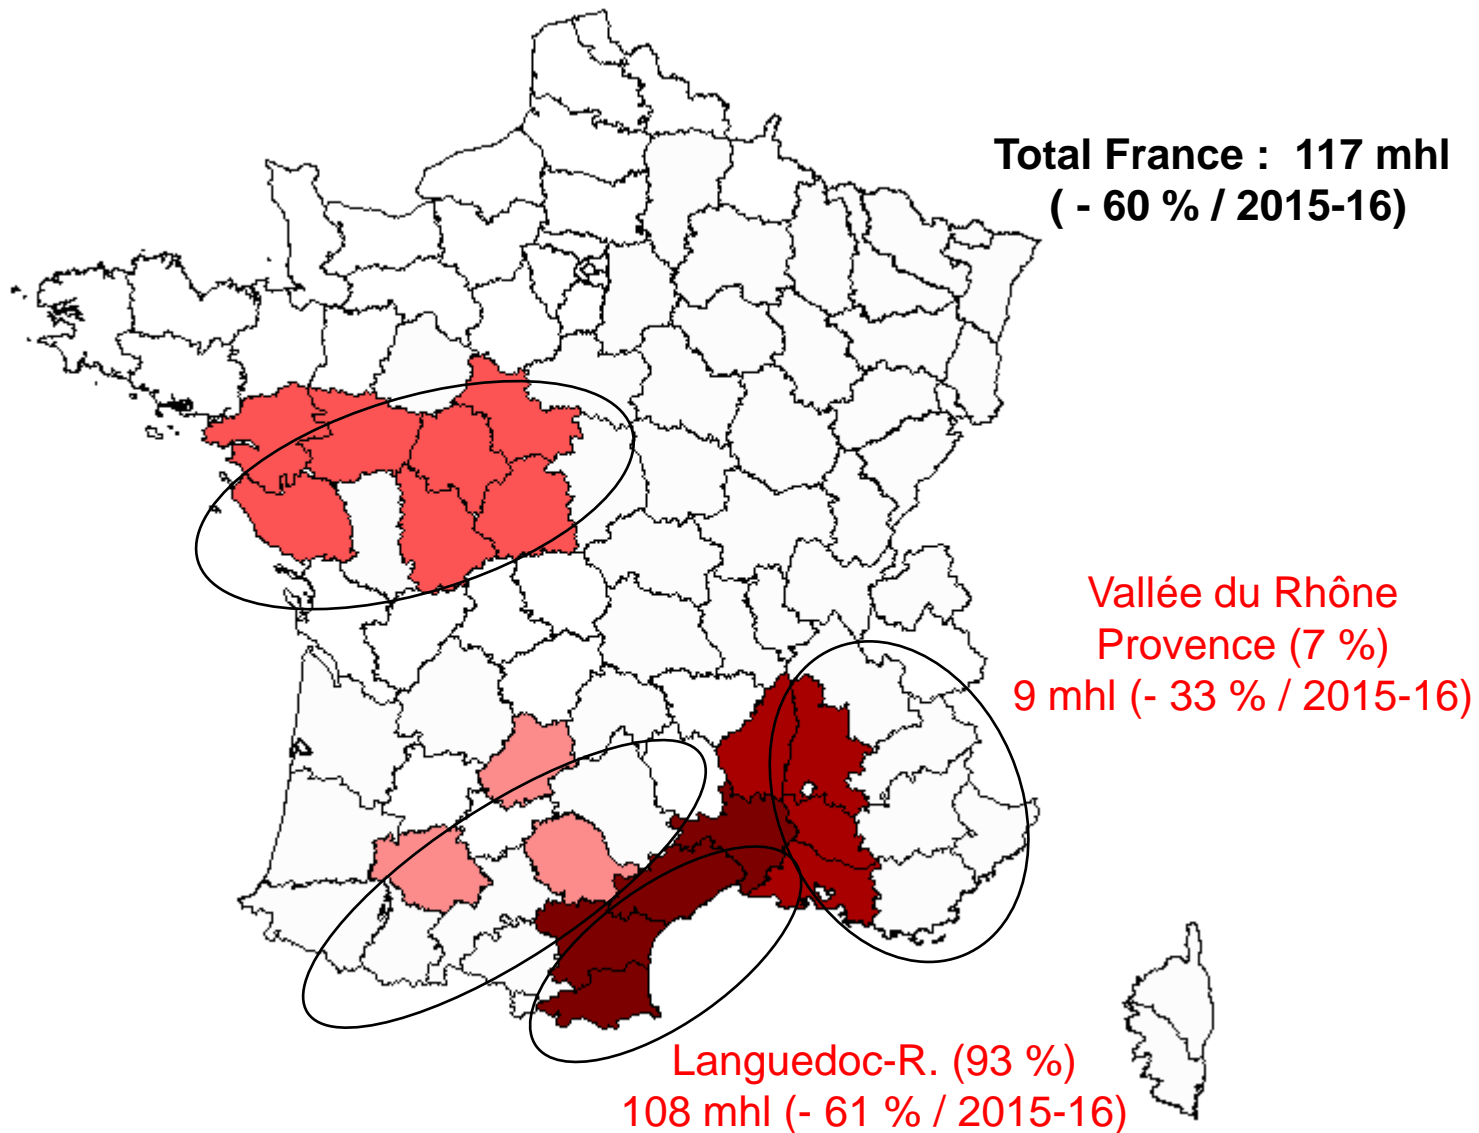 Total France :  117 mhl
( - 60 % / 2015-16)
Vallée du Rhône
Provence (7 %)
9 mhl (- 33 % / 2015-16)
Languedoc-R. (93 %)
108 mhl (- 61 % / 2015-16)